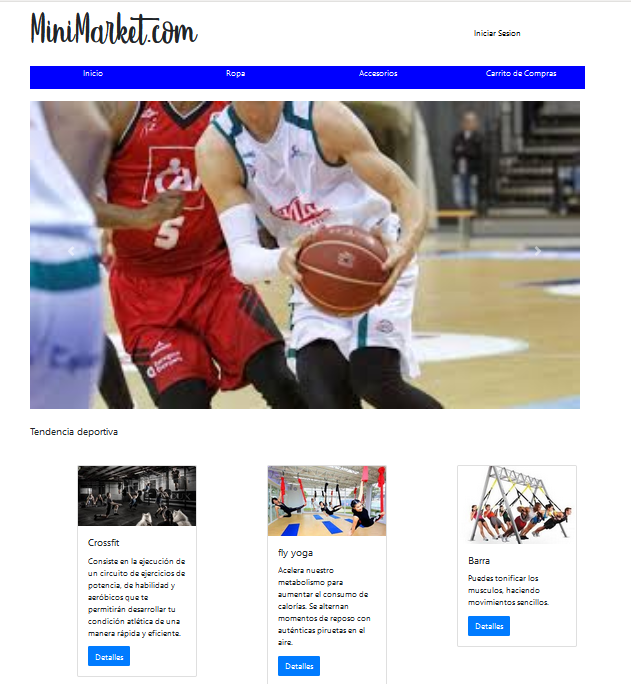 MiniMarket.com
Iniciar Sesion
Inicio Ropa Accesorios Carrito de Compras
5
Tendencia deportiva
Crossfit
Consiste en la ejecución de
un circuito de ejercicios de
potencia, de habilidad y
aeróbicos que te
permitirán desarrollar tu
condición atlética de una
manera rápida y eficiente.
Detalles
fly yoga
Acelera nuestro
metabolismo para
aumentar el consumo de
calorías. Se alternan
momentos de reposo con
auténticas piruetas en el
aire.
Detalles
Barra
Puedes tonificar los
musculos, haciendo
movimientos sencillos.
Detalles